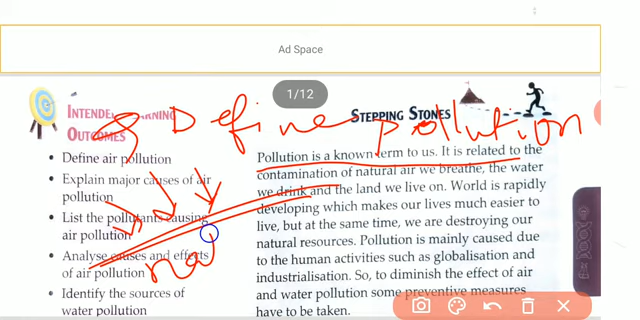 Ad Space
1/12
INTENDED LEARNING
OUTCOMES
Define pollution
STEPPING STONES
• Define air pollution
• Explain major causes of air
pollution
• List the pollutants causing
air pollution
• Analyse causes and effects
of air pollution
• Identify the sources of
water pollution
Pollution is a known term to us. It is related to the
contamination of natural air we breathe, the water
we drink and the land we live on. World is rapidly
developing which makes our lives much easier to
live, but at the same time, we are destroying our
natural resources. Pollution is mainly caused due
to the human activities such as globalisation and
industrialisation. So, to diminish the effect of air
and water pollution some preventive measures
have to be taken.